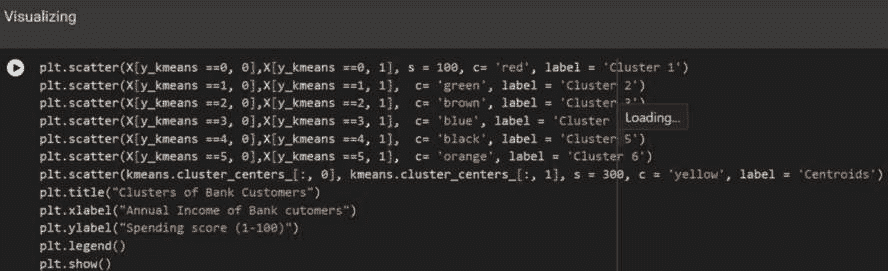 Visualizing
plt.scatter(X[y_kmeans ==0, 0],X[y_kmeans ==0, 1], s = 100, c= 'red', label = 'Cluster 1')
plt.scatter(X[y_kmeans ==1, 0],X[y_kmeans ==1, 1],  c= 'green', label = 'Cluster 2')
plt.scatter(X[y_kmeans ==2, 0],X[y_kmeans ==2, 1],  c= 'brown', label = 'Cluster 3')
plt.scatter(X[y_kmeans ==3, 0],X[y_kmeans ==3, 1],  c= 'blue', label = 'Cluster
Loading...
plt.scatter(X[y_kmeans ==4, 0],X[y_kmeans ==4, 1],  c= 'black', label = 'Cluster 5')
plt.scatter(X[y_kmeans ==5, 0],X[y_kmeans ==5, 1],  c= 'orange', label = 'Cluster 6')
plt.scatter(kmeans.cluster_centers_[:, 0], kmeans.cluster_centers_[:, 1], s = 300, c = 'yellow', label = 'Centroids')
plt.title("Clusters of Bank Customers")
plt.xlabel("Annual Income of Bank cutomers")
plt.ylabel("Spending score (1-100)")
plt.legend()
plt.show()